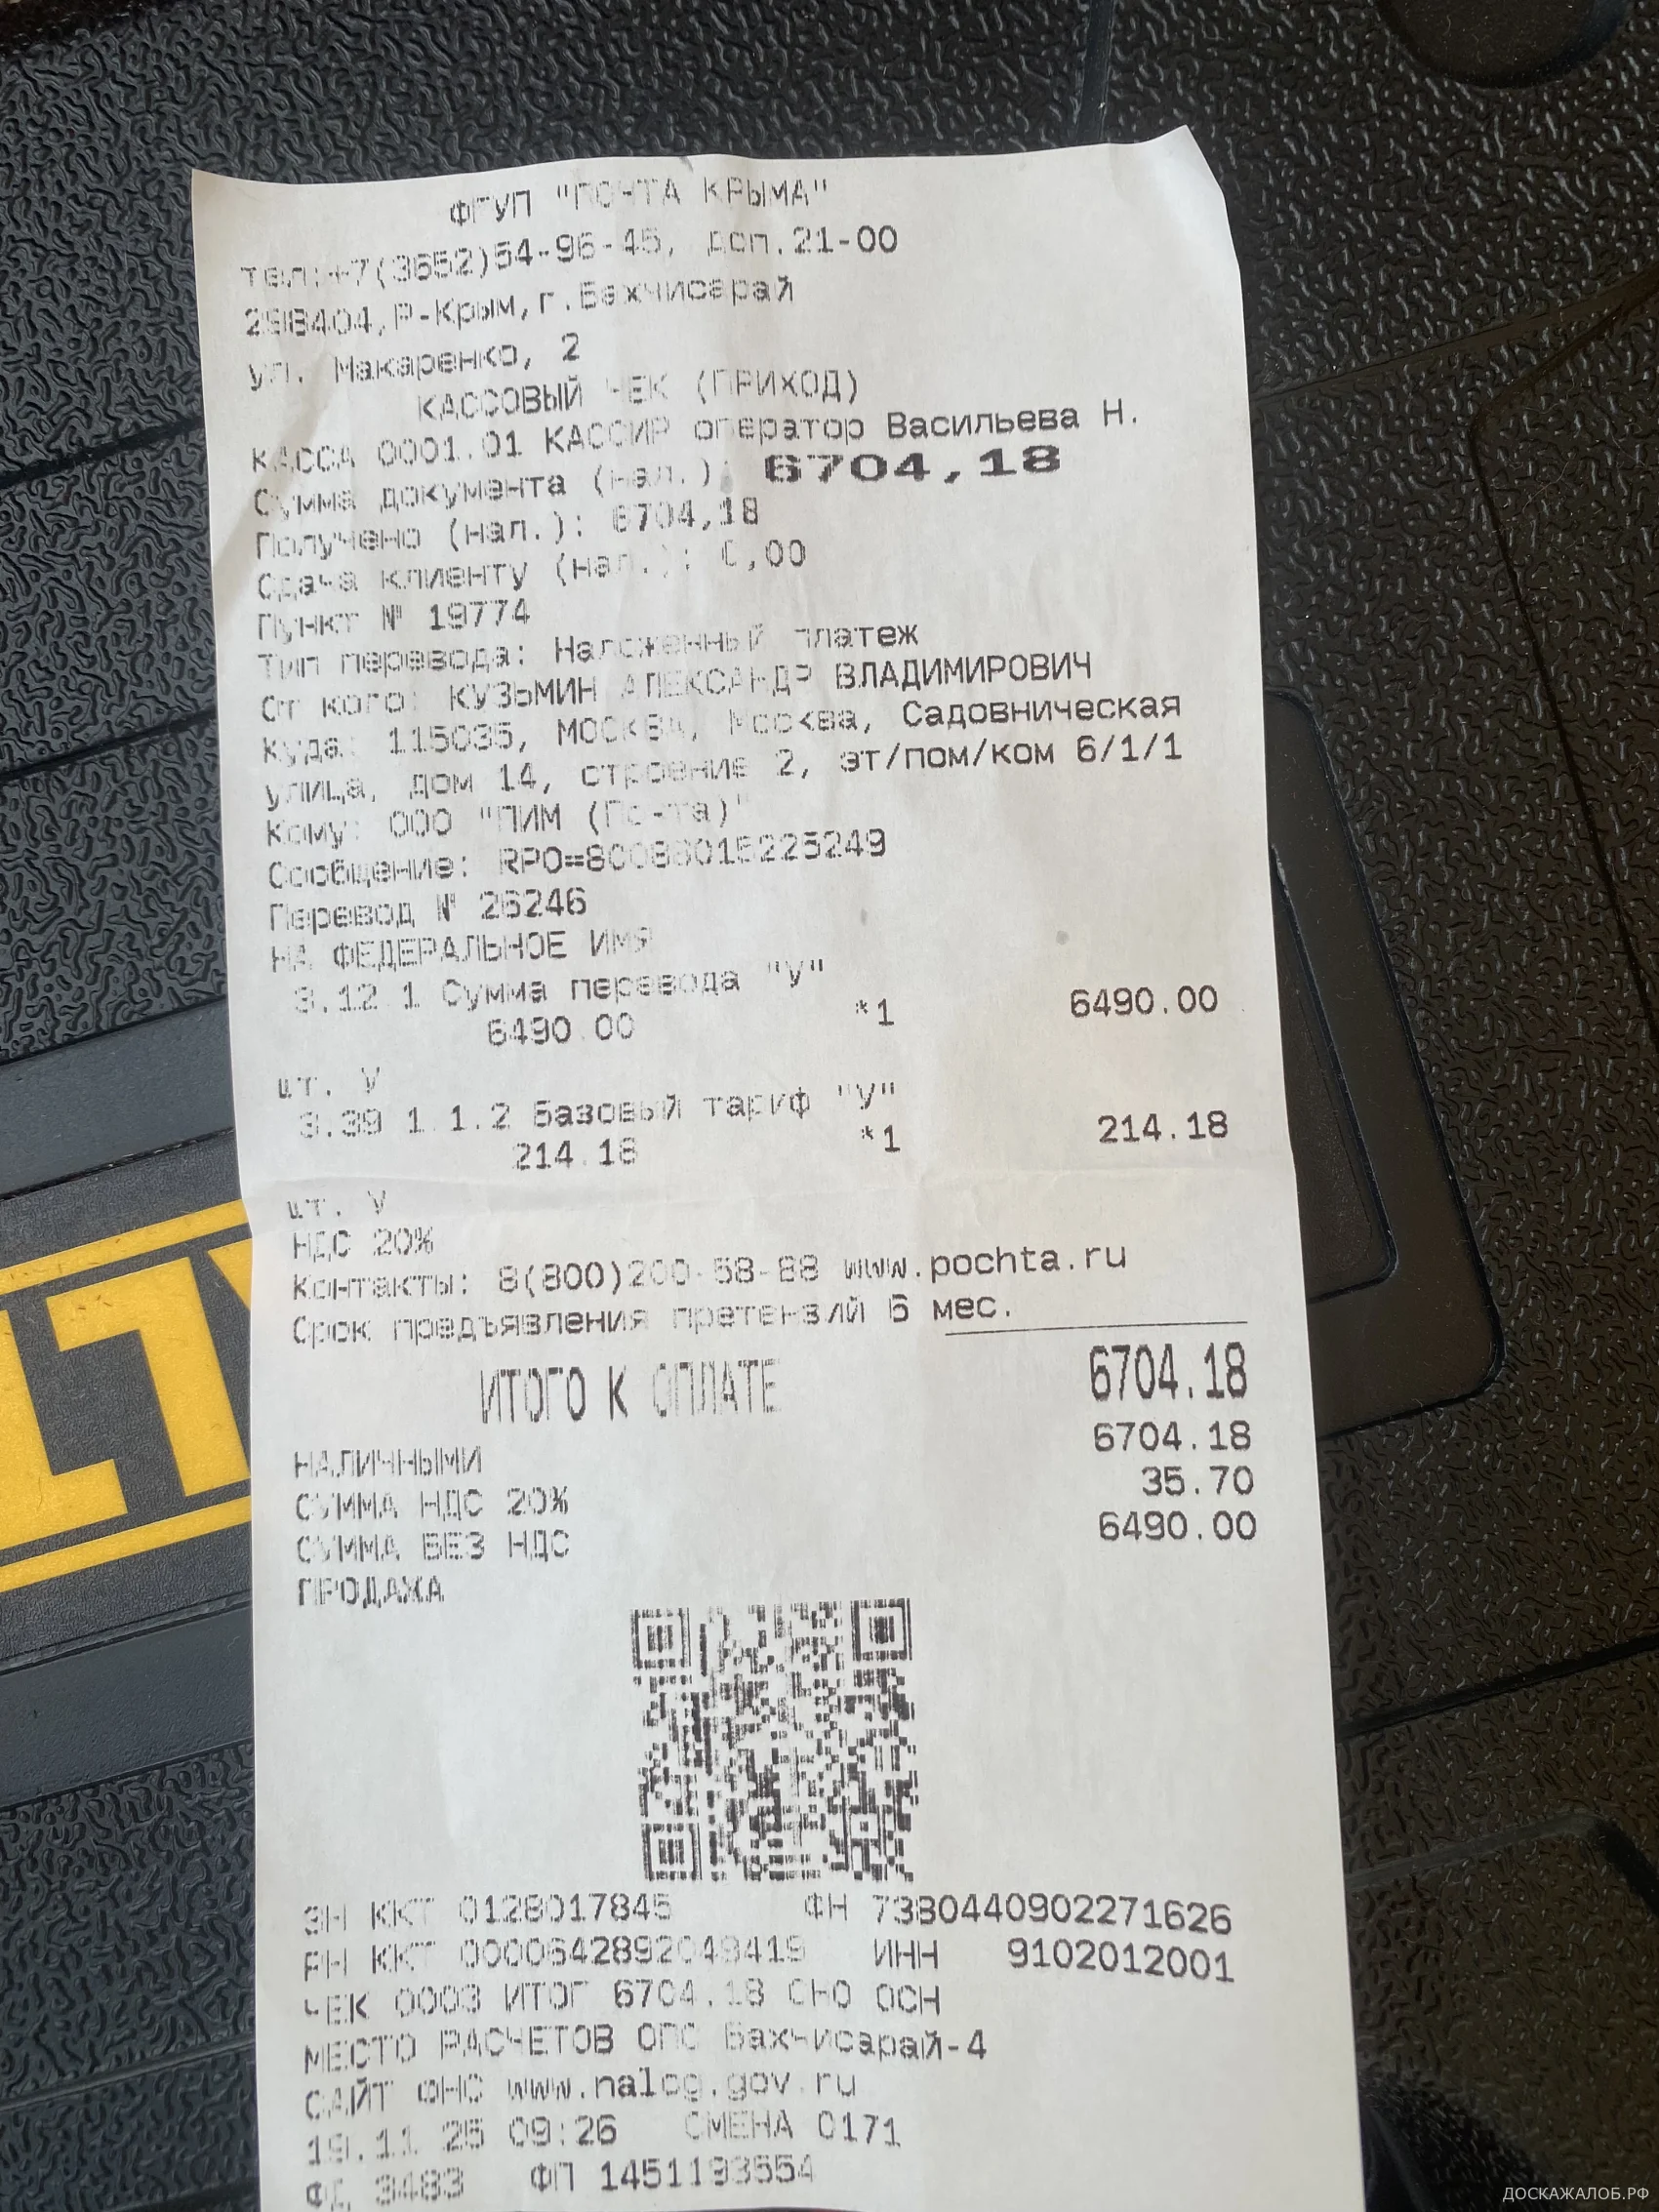 ФГУП "ПОЧТА КРЫМА"
тел:+7(3652)54-96-45, доп.21-00
298404,Р-Крым,г.Бахчисарай
ул. Макаренко, 2
КАССОВЫЙ ЧЕК (ПРИХОД)
КАССА 0001.01 КАССИР оператор Васильева Н.
Сумма документа (нал.): 6704,18
Получено (нал.): 6704,18
Сдача клиенту (нал.): 0,00
Пункт № 19774
Тип перевода: Наложенный платеж
От кого: КУЗЬМИН АЛЕКСАНДР ВЛАДИМИРОВИЧ
Куда: 115035, МОСКВА, Москва, Садовническая
улица, дом 14, строение 2, эт/пом/ком 6/1/1
Кому: ООО "ПИМ (Почта)"
Сообщение: RPO=80088015225249
Перевод № 26246
НА ФЕДЕРАЛЬНОЕ ИМЯ
3.12.1 Сумма перевода "У"
6490.00 *1 6490.00
шт. У
3.39.1.1.2 Базовый тариф "У"
214.18 *1 214.18
шт. У
НДС 20%
Контакты: 8(800)200-58-88 www.pochta.ru
Срок предъявления претензий 6 мес.
ИТОГО К ОПЛАТЕ 6704.18
НАЛИЧНЫМИ 6704.18
СУММА НДС 20% 35.70
СУММА БЕЗ НДС 6490.00
ПРОДАЖА
ЗН ККТ 0128017845 ФН 7380440902271626
РН ККТ 0000642892048419 ИНН 9102012001
ЧЕК 0003 ИТОГ 6704.18 СНО ОСН
МЕСТО РАСЧЕТОВ ОПС Бахчисарай-4
САЙТ ФНС www.nalog.gov.ru
19.11.25 09:26 СМЕНА 0171
ФД 3483 ФП 1451193554
ДОСКАЖАЛОБ.РФ